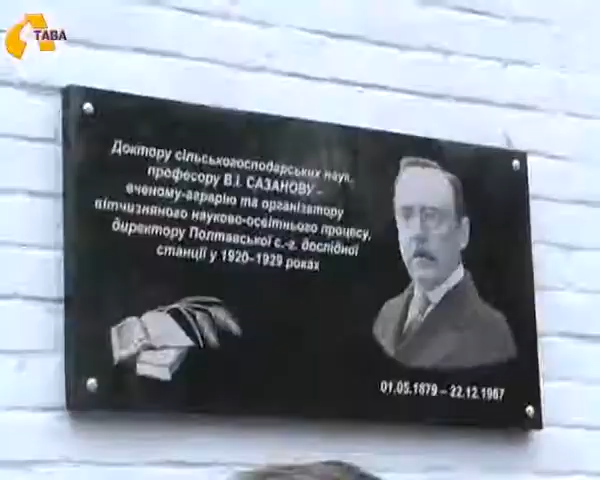 ТАВА
Доктору сільськогосподарських наук,
професору В.І. САЗАНОВУ –
вченому-аграрію та організатору
вітчизняного науково-освітнього процесу,
директору Полтавської с.-г. дослідної
станції у 1920–1929 роках
01.05.1879 – 22.12.1967